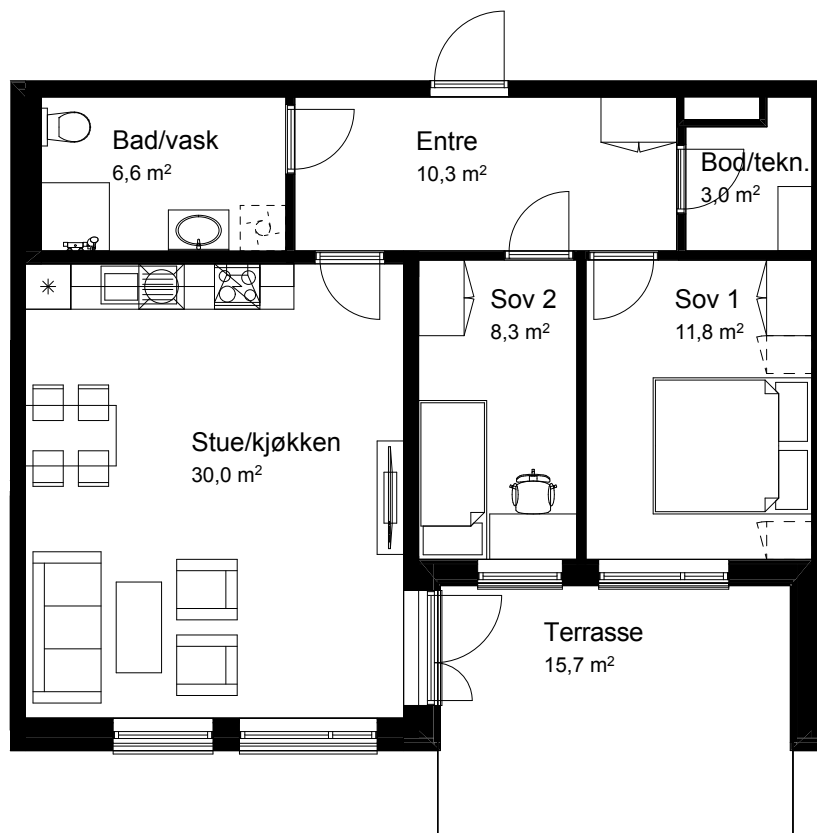 Bad/vask
6,6 m²
Entre
10,3 m²
Bod/tekn.
3,0 m²
Sov 2
8,3 m²
Sov 1
11,8 m²
Stue/kjøkken
30,0 m²
Terrasse
15,7 m²